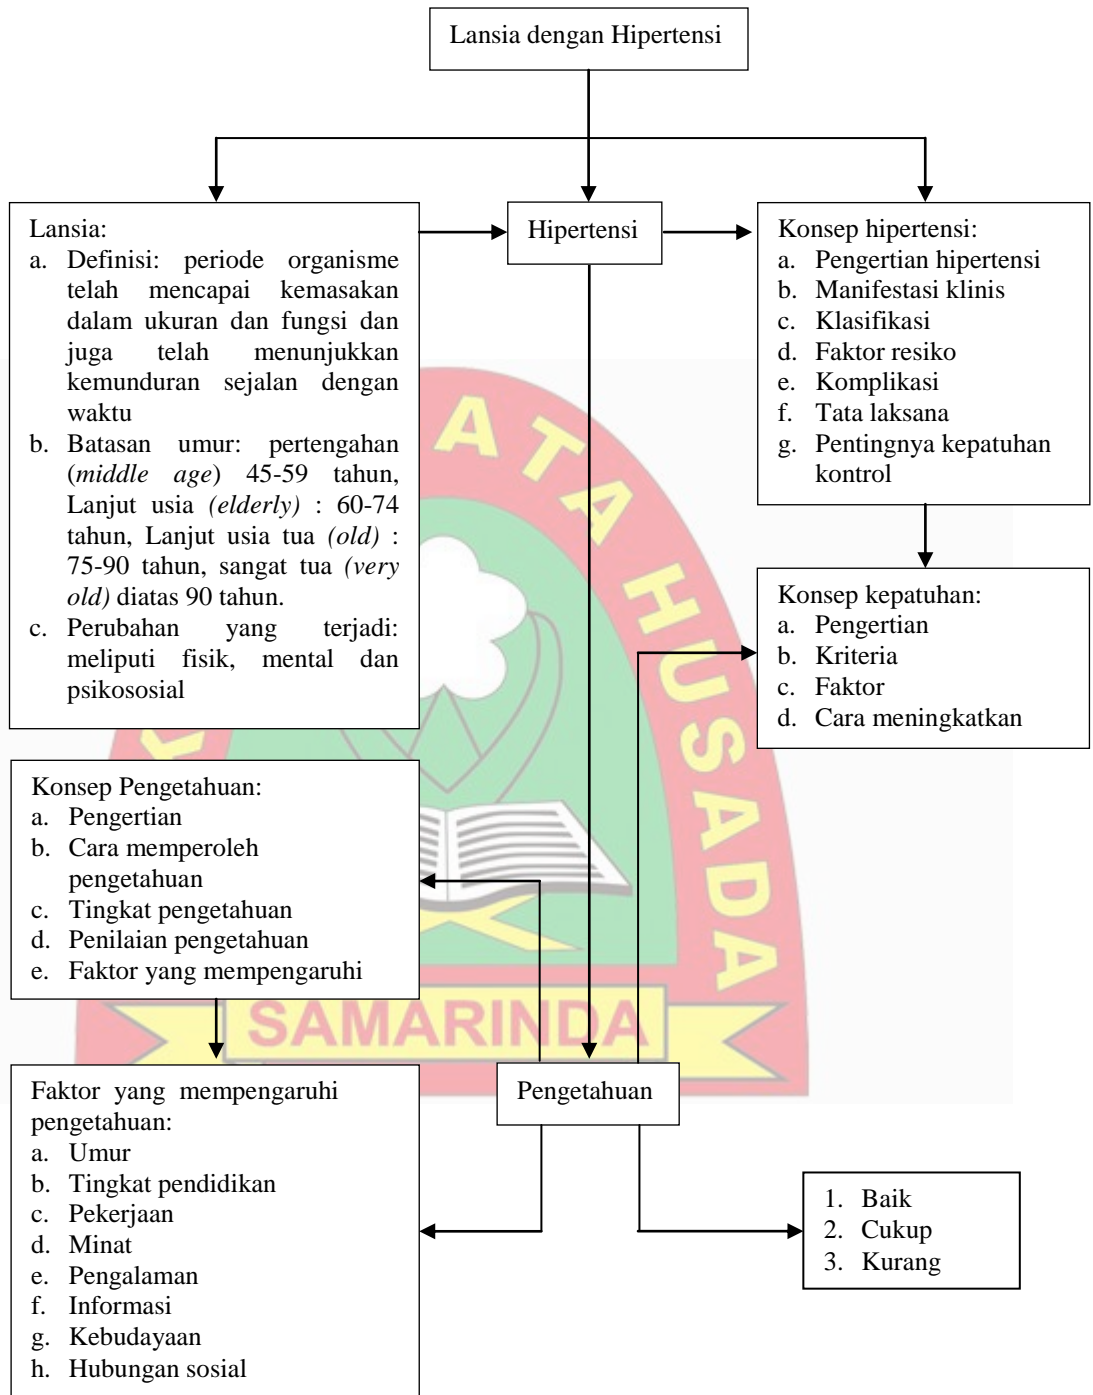 Lansia dengan Hipertensi
Lansia:
a. Definisi: periode organisme
telah mencapai kemasakan
dalam ukuran dan fungsi dan
juga telah menunjukkan
kemunduran sejalan dengan
waktu
b. Batasan umur: pertengahan
(middle age) 45-59 tahun,
Lanjut usia (elderly) : 60-74
tahun, Lanjut usia tua (old) :
75-90 tahun, sangat tua (very
old) diatas 90 tahun.
c. Perubahan yang terjadi:
meliputi fisik, mental dan
psikososial
Hipertensi
Konsep hipertensi:
a. Pengertian hipertensi
b. Manifestasi klinis
c. Klasifikasi
d. Faktor resiko
e. Komplikasi
f. Tata laksana
g. Pentingnya kepatuhan
kontrol
Konsep kepatuhan:
a. Pengertian
b. Kriteria
c. Faktor
d. Cara meningkatkan
Konsep Pengetahuan:
a. Pengertian
b. Cara memperoleh
pengetahuan
c. Tingkat pengetahuan
d. Penilaian pengetahuan
e. Faktor yang mempengaruhi
Faktor yang mempengaruhi
pengetahuan:
a. Umur
b. Tingkat pendidikan
c. Pekerjaan
d. Minat
e. Pengalaman
f. Informasi
g. Kebudayaan
h. Hubungan sosial
Pengetahuan
1. Baik
2. Cukup
3. Kurang
ATA HUSADA
SAMARINDA